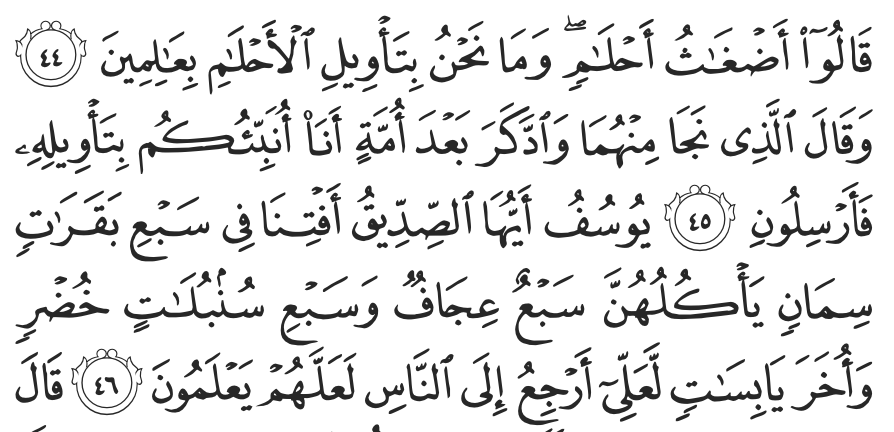 قَالُوٓا۟ أَضْغَـٰثُ أَحْلَـٰمٍ ۖ وَمَا نَحْنُ بِتَأْوِيلِ ٱلْأَحْلَـٰمِ بِعَـٰلِمِينَ ٤٤
وَقَالَ ٱلَّذِى نَجَا مِنْهُمَا وَٱدَّكَرَ بَعْدَ أُمَّةٍ أَنَا۠ أُنَبِّئُكُم بِتَأْوِيلِهِۦ
فَأَرْسِلُونِ ٤٥ يُوسُفُ أَيُّهَا ٱلصِّدِّيقُ أَفْتِنَا فِى سَبْعِ بَقَرَٰتٍ
سِمَانٍ يَأْكُلُهُنَّ سَبْعٌ عِجَافٌ وَسَبْعِ سُنۢبُلَـٰتٍ خُضْرٍ
وَأُخَرَ يَابِسَـٰتٍ لَّعَلِّىٓ أَرْجِعُ إِلَى ٱلنَّاسِ لَعَلَّهُمْ يَعْلَمُونَ ٤٦ قَالَ